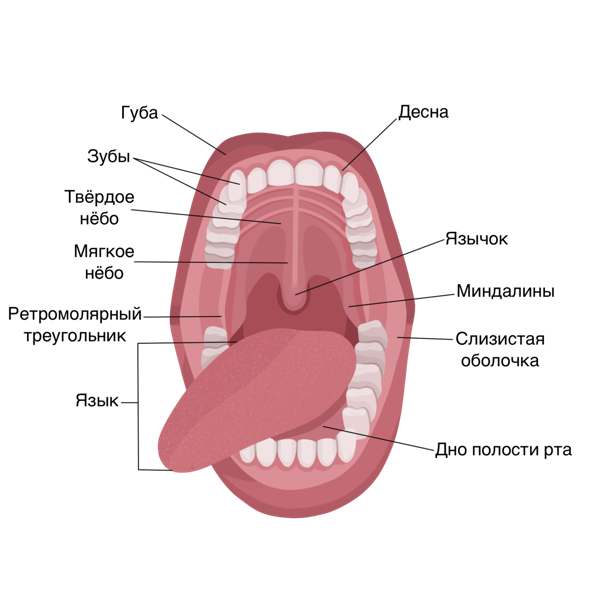 Губа
Десна
Зубы
Твёрдое
нёбо
Язычок
Мягкое
нёбо
Миндалины
Ретромолярный
треугольник
Слизистая
оболочка
Язык
Дно полости рта